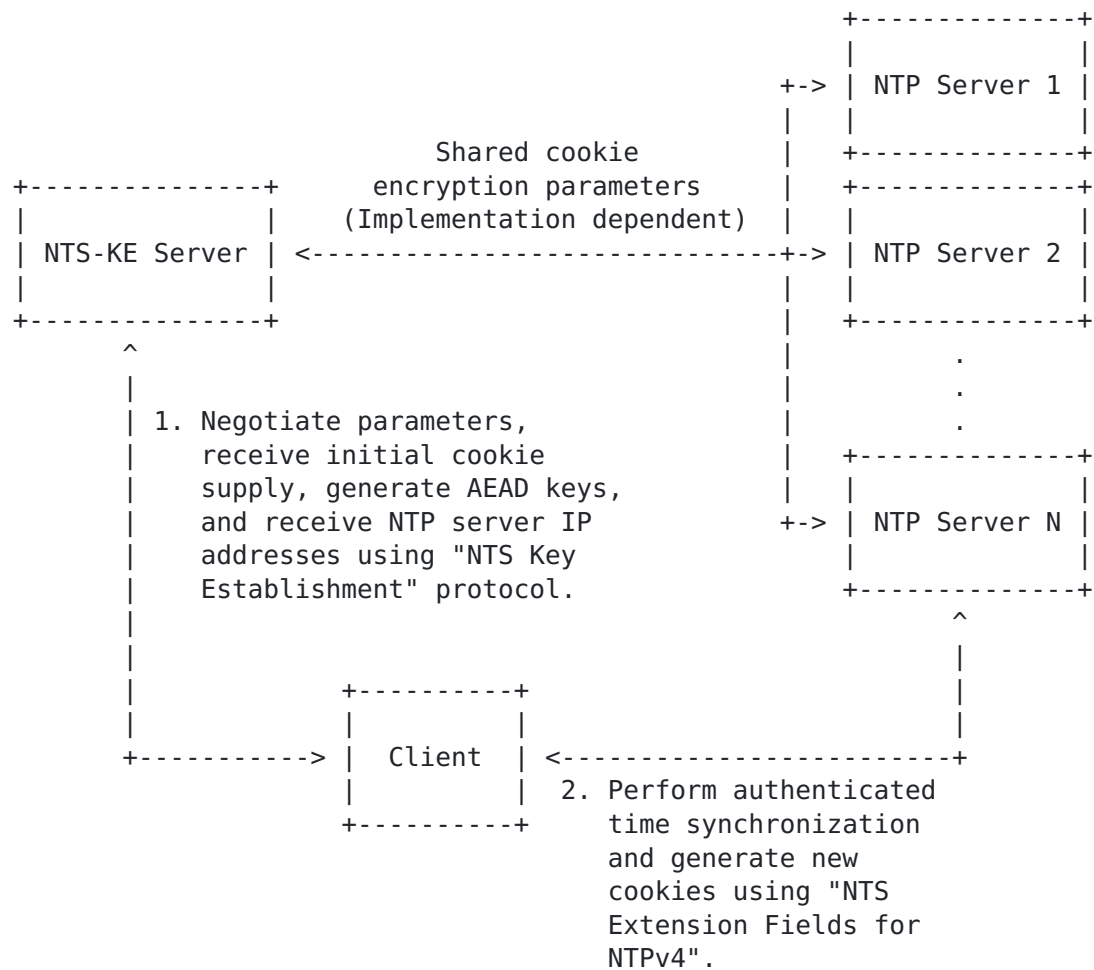 NTP Server 1
Shared cookie
encryption parameters
(Implementation dependent)
NTS-KE Server
NTP Server 2
.
.
.
1. Negotiate parameters,
receive initial cookie
supply, generate AEAD keys,
and receive NTP server IP
addresses using "NTS Key
Establishment" protocol.
NTP Server N
Client
2. Perform authenticated
time synchronization
and generate new
cookies using "NTS
Extension Fields for
NTPv4".